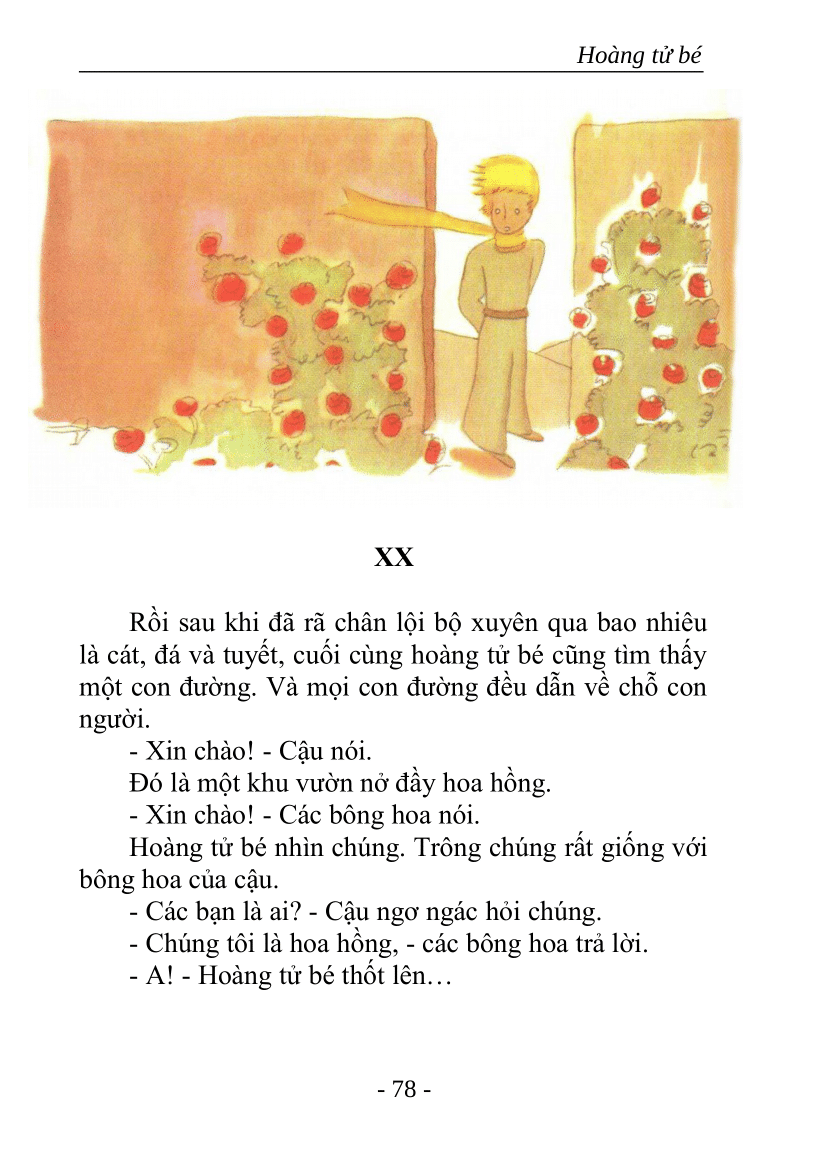 Hoàng tử bé
XX
Rồi sau khi đã rã chân lội bộ xuyên qua bao nhiêu
là cát, đá và tuyết, cuối cùng hoàng tử bé cũng tìm thấy
một con đường. Và mọi con đường đều dẫn về chỗ con
người.
- Xin chào! - Cậu nói.
Đó là một khu vườn nở đầy hoa hồng.
- Xin chào! - Các bông hoa nói.
Hoàng tử bé nhìn chúng. Trông chúng rất giống với
bông hoa của cậu.
- Các bạn là ai? - Cậu ngơ ngác hỏi chúng.
- Chúng tôi là hoa hồng, - các bông hoa trả lời.
- A! - Hoàng tử bé thốt lên…
- 78 -